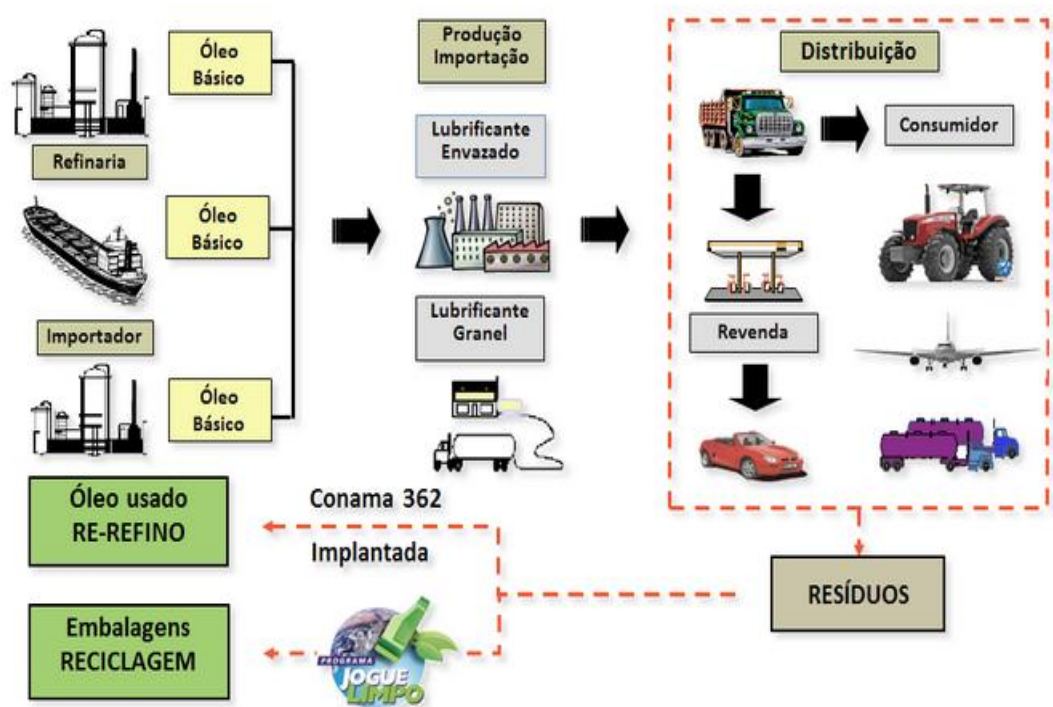 Óleo
Básico
Refinaria
Óleo
Básico
Importador
Óleo
Básico
Produção
Importação
Lubrificante
Envazado
Lubrificante
Granel
Distribuição
Consumidor
Revenda
RESÍDUOS
Conama 362
Implantada
Óleo usado
RE-REFINO
Embalagens
RECICLAGEM
PROGRAMA
JOGUE
LIMPO